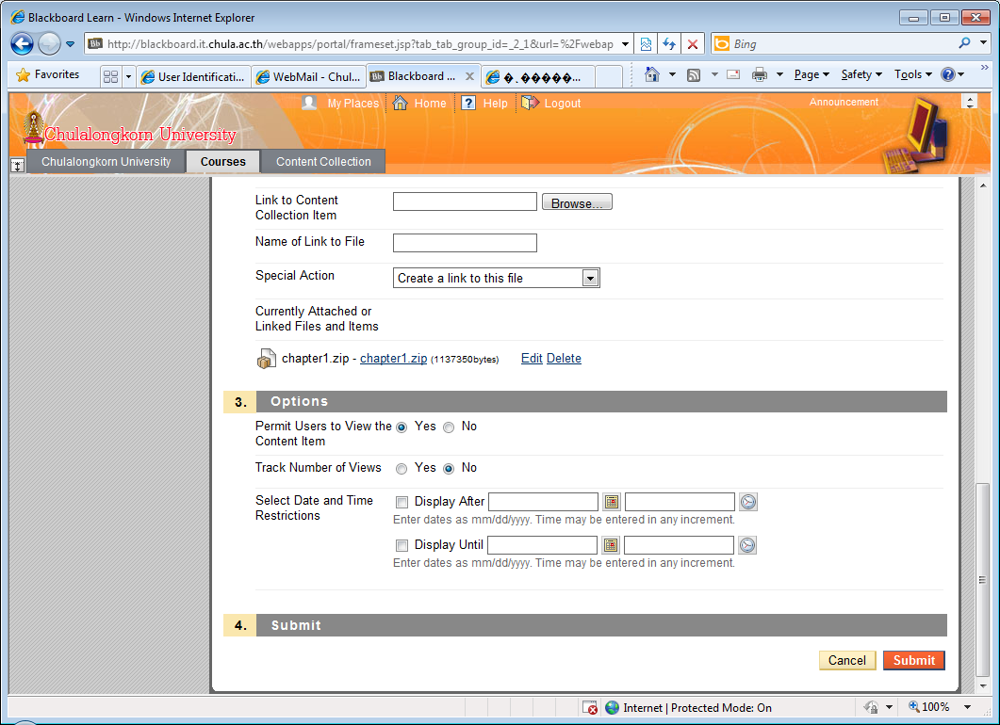 Blackboard Learn - Windows Internet Explorer
http://blackboard.it.chula.ac.th/webapps/portal/frameset.jsp?tab_tab_group_id=_2_1&url=%2Fwebap
Bing
Favorites
User Identificati...
WebMail - Chul...
Bb Blackboard ...
�.�����...
Page
Safety
Tools
My Places
Home
Help
Logout
Announcement
Chulalongkorn University
Chulalongkorn University
Courses
Content Collection
Link to Content
Collection Item
Browse...
Name of Link to File
Special Action
Create a link to this file
Currently Attached or
Linked Files and Items
chapter1.zip - chapter1.zip (1137350bytes) Edit Delete
3. Options
Permit Users to View the
Content Item
Yes No
Track Number of Views Yes No
Select Date and Time
Restrictions
Display After
Enter dates as mm/dd/yyyy. Time may be entered in any increment.
Display Until
Enter dates as mm/dd/yyyy. Time may be entered in any increment.
4. Submit
Cancel
Submit
Internet | Protected Mode: On
100%